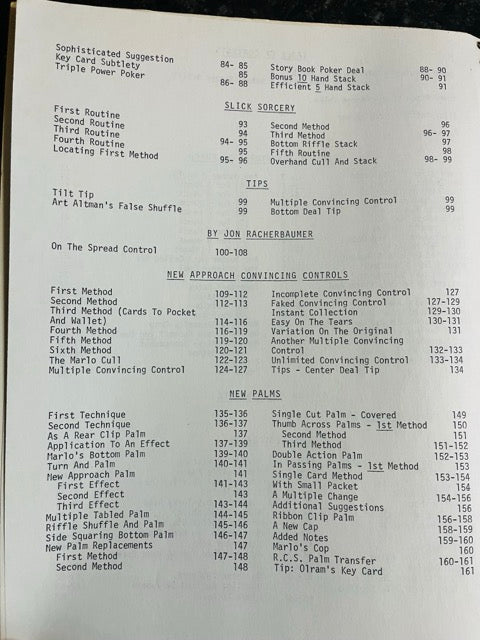 Sophisticated Suggestion 84- 85
Key Card Subtlety 85
Triple Power Poker 86- 88
Story Book Poker Deal 88- 90
Bonus 10 Hand Stack 90- 91
Efficient 5 Hand Stack 91
SLICK SORCERY
First Routine 93
Second Routine 94
Third Routine 94- 95
Fourth Routine 95
Locating First Method 95- 96
Second Method 96
Third Method 96- 97
Bottom Riffle Stack 97
Fifth Routine 98
Overhand Cull And Stack 98- 99
TIPS
Tilt Tip 99
Art Altman's False Shuffle 99
Multiple Convincing Control 99
Bottom Deal Tip 99
BY JON RACHERBAUMER
On The Spread Control 100-108
NEW APPROACH CONVINCING CONTROLS
First Method 109-112
Second Method 112-113
Third Method (Cards To Pocket
And Wallet) 114-116
Fourth Method 116-119
Fifth Method 119-120
Sixth Method 120-121
The Marlo Cull 122-123
Multiple Convincing Control 124-127
Incomplete Convincing Control 127
Faked Convincing Control 127-129
Instant Collection 129-130
Easy On The Tears 130-131
Variation On The Original 131
Another Multiple Convincing
Control 132-133
Unlimited Convincing Control 133-134
Tips - Center Deal Tip 134
NEW PALMS
First Technique 135-136
Second Technique 136-137
As A Rear Clip Palm 137
Application To An Effect 137-139
Marlo's Bottom Palm 139-140
Turn And Palm 140-141
New Approach Palm 141
First Effect 141-143
Second Effect 143
Third Effect 143-144
Multiple Tabled Palm 144-145
Riffle Shuffle And Palm 145-146
Side Squaring Bottom Palm 146-147
New Palm Replacements 147
First Method 147-148
Second Method 148
Single Cut Palm - Covered 149
Thumb Across Palms - 1st Method 150
Second Method 151
Third Method 151-152
Double Action Palm 152-153
In Passing Palms - 1st Method 153
Single Card Method 153-154
With Small Packet 154
A Multiple Change 154-156
Additional Suggestions 156
Ribbon Clip Palm 156-158
A New Cap 158-159
Added Notes 159-160
Marlo's Cop 160
R.C.S. Palm Transfer 160-161
Tip: Olram's Key Card 161